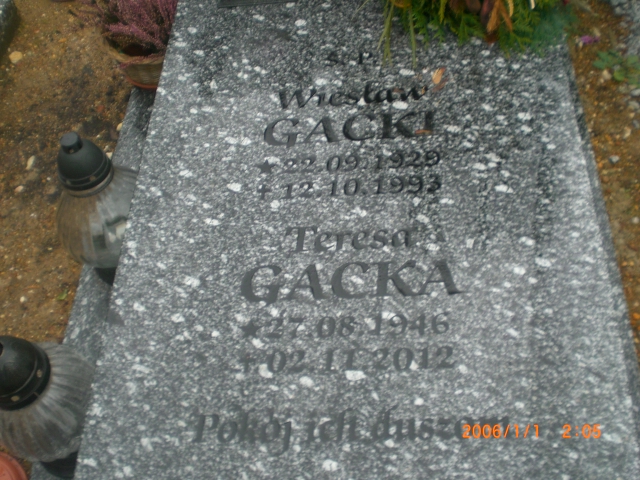 Ś. P.
Wiesław
GACKI
* 22.09.1929
+ 12.10.1993
Teresa
GACKA
* 27.08.1946
+ 02.11.2012
Pokój ich duszom
2006/1/1 2:05